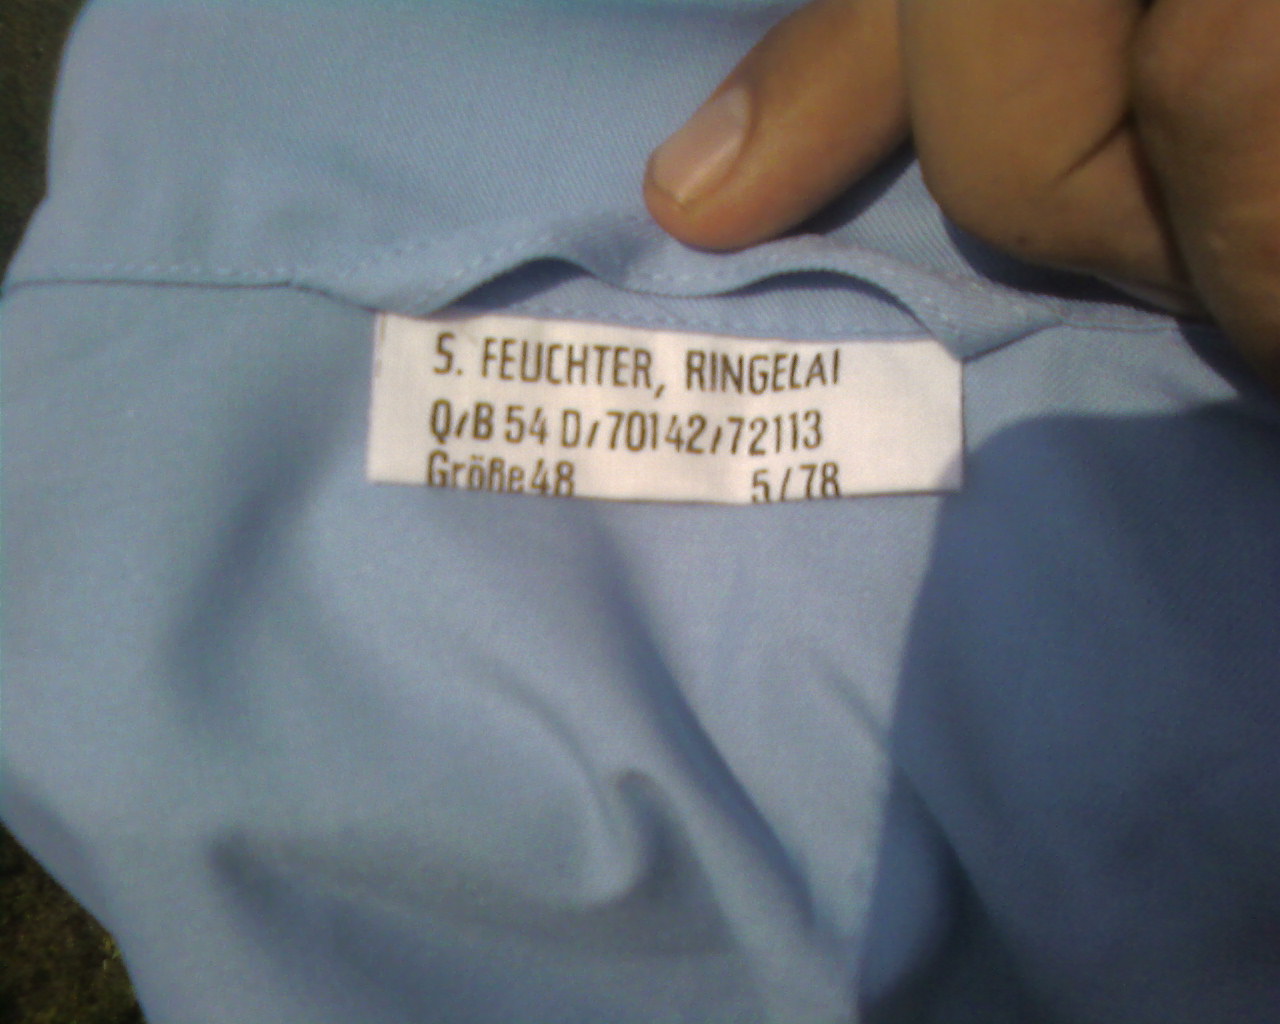 S. FEUCHTER, RINGELAI
Q/B 54 D/70142/72113
Größe 48 5/78